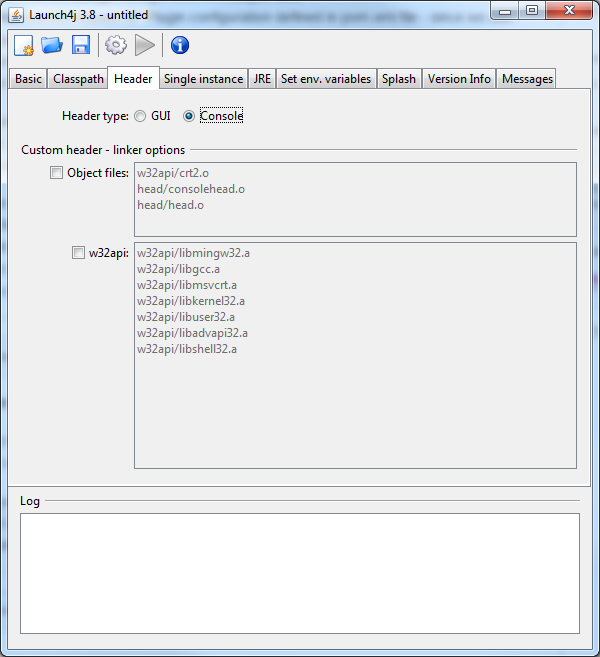 Launch4j 3.8 - untitled
Basic Classpath Header Single instance JRE Set env. variables Splash Version Info Messages
Header type: GUI Console
Custom header - linker options
Object files:
w32api/crt2.o
head/consolehead.o
head/head.o
w32api:
w32api/libmingw32.a
w32api/libgcc.a
w32api/libmsvcrt.a
w32api/libkernel32.a
w32api/libuser32.a
w32api/libadvapi32.a
w32api/libshell32.a
Log